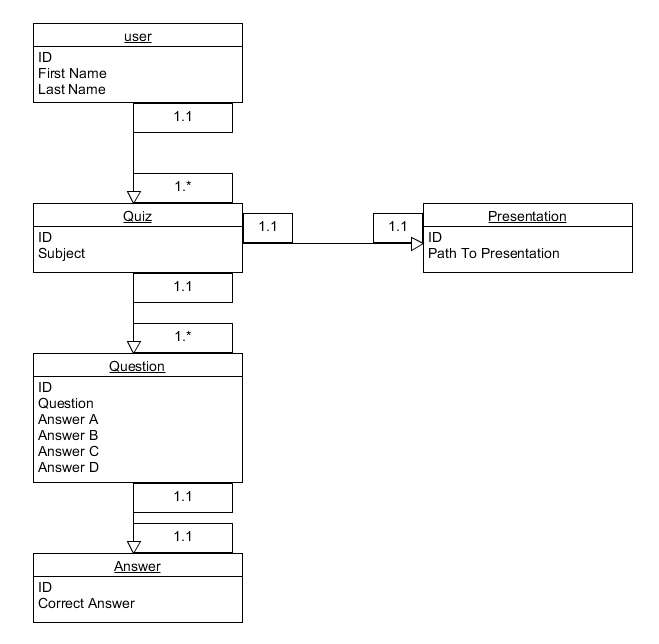 user
ID
First Name
Last Name
1.1
1.*
Quiz
ID
Subject
1.1
1.1
Presentation
ID
Path To Presentation
1.1
1.*
Question
ID
Question
Answer A
Answer B
Answer C
Answer D
1.1
1.1
Answer
ID
Correct Answer